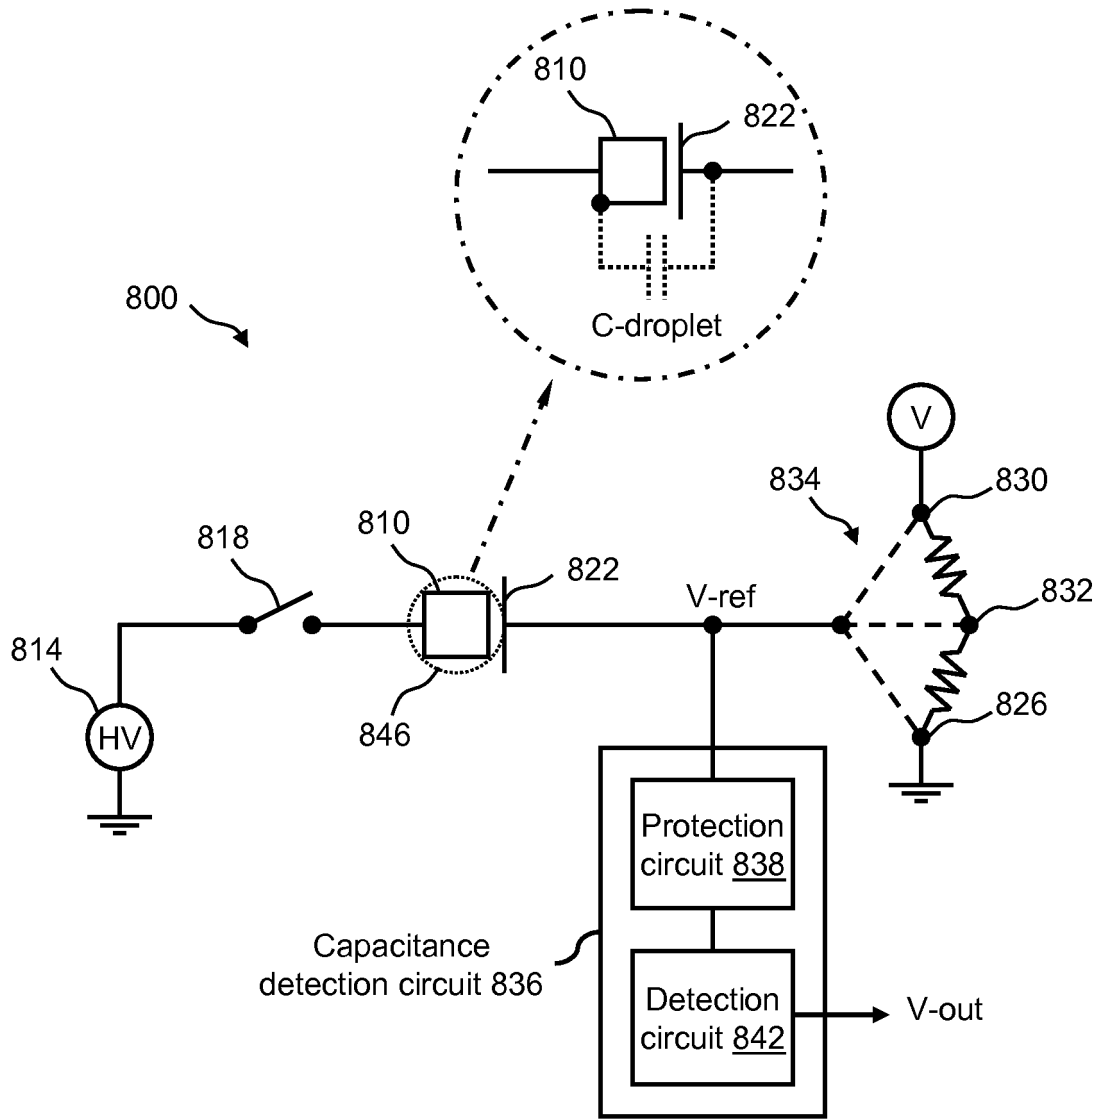 810
822
800
C-droplet
V
834
830
810
818
822
V-ref
832
814
HV
846
826
Protection
circuit 838
Capacitance
detection circuit 836
Detection
circuit 842
V-out